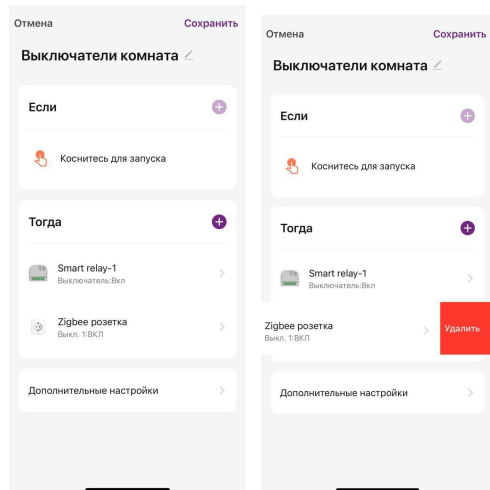 Отмена
Сохранить
Выключатели комната
Если
Коснитесь для запуска
Тогда
Smart relay-1
Выключатель:Вкл
Zigbee розетка
Выкл. 1:ВКЛ
Дополнительные настройки
Отмена
Сохранить
Выключатели комната
Если
Коснитесь для запуска
Тогда
Smart relay-1
Выключатель:Вкл
Zigbee розетка
Выкл. 1:ВКЛ
Удалить
Дополнительные настройки